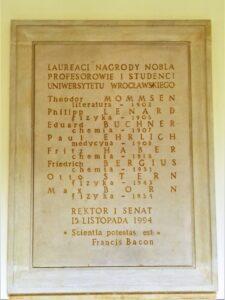 LAUREACI NAGRODY NOBLA
PROFESOROWIE I STUDENCI
UNIWERSYTETU WROCŁAWSKIEGO
Theodor MOMMSEN
literatura - 1902
Philipp LENARD
fizyka - 1905
Eduard BUCHNER
chemia - 1907
Paul EHRLICH
medycyna - 1908
Fritz HABER
chemia - 1918
Friedrich BERGIUS
chemia - 1931
Otto STERN
fizyka - 1943
Max BORN
fizyka - 1954
REKTOR I SENAT
15 LISTOPADA 1994
"Scientia potestas est"
Francis Bacon